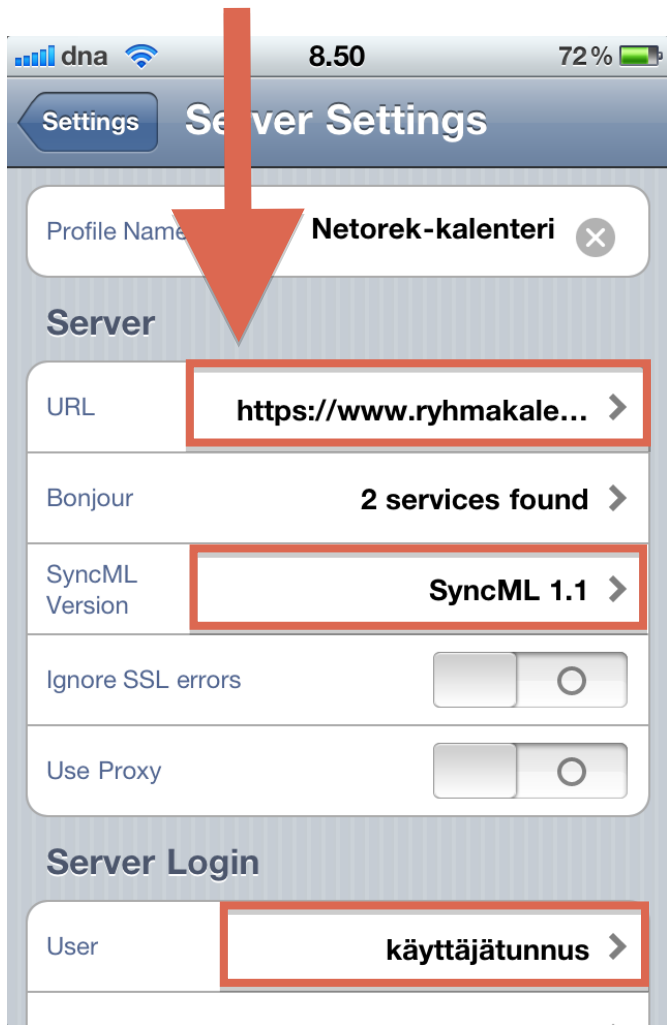 dna 8.50 72%
Settings Server Settings
Profile Name Netorek-kalenteri
Server
URL https://www.ryhmakale...
Bonjour 2 services found
SyncML
Version SyncML 1.1
Ignore SSL errors
Use Proxy
Server Login
User käyttäjätunnus